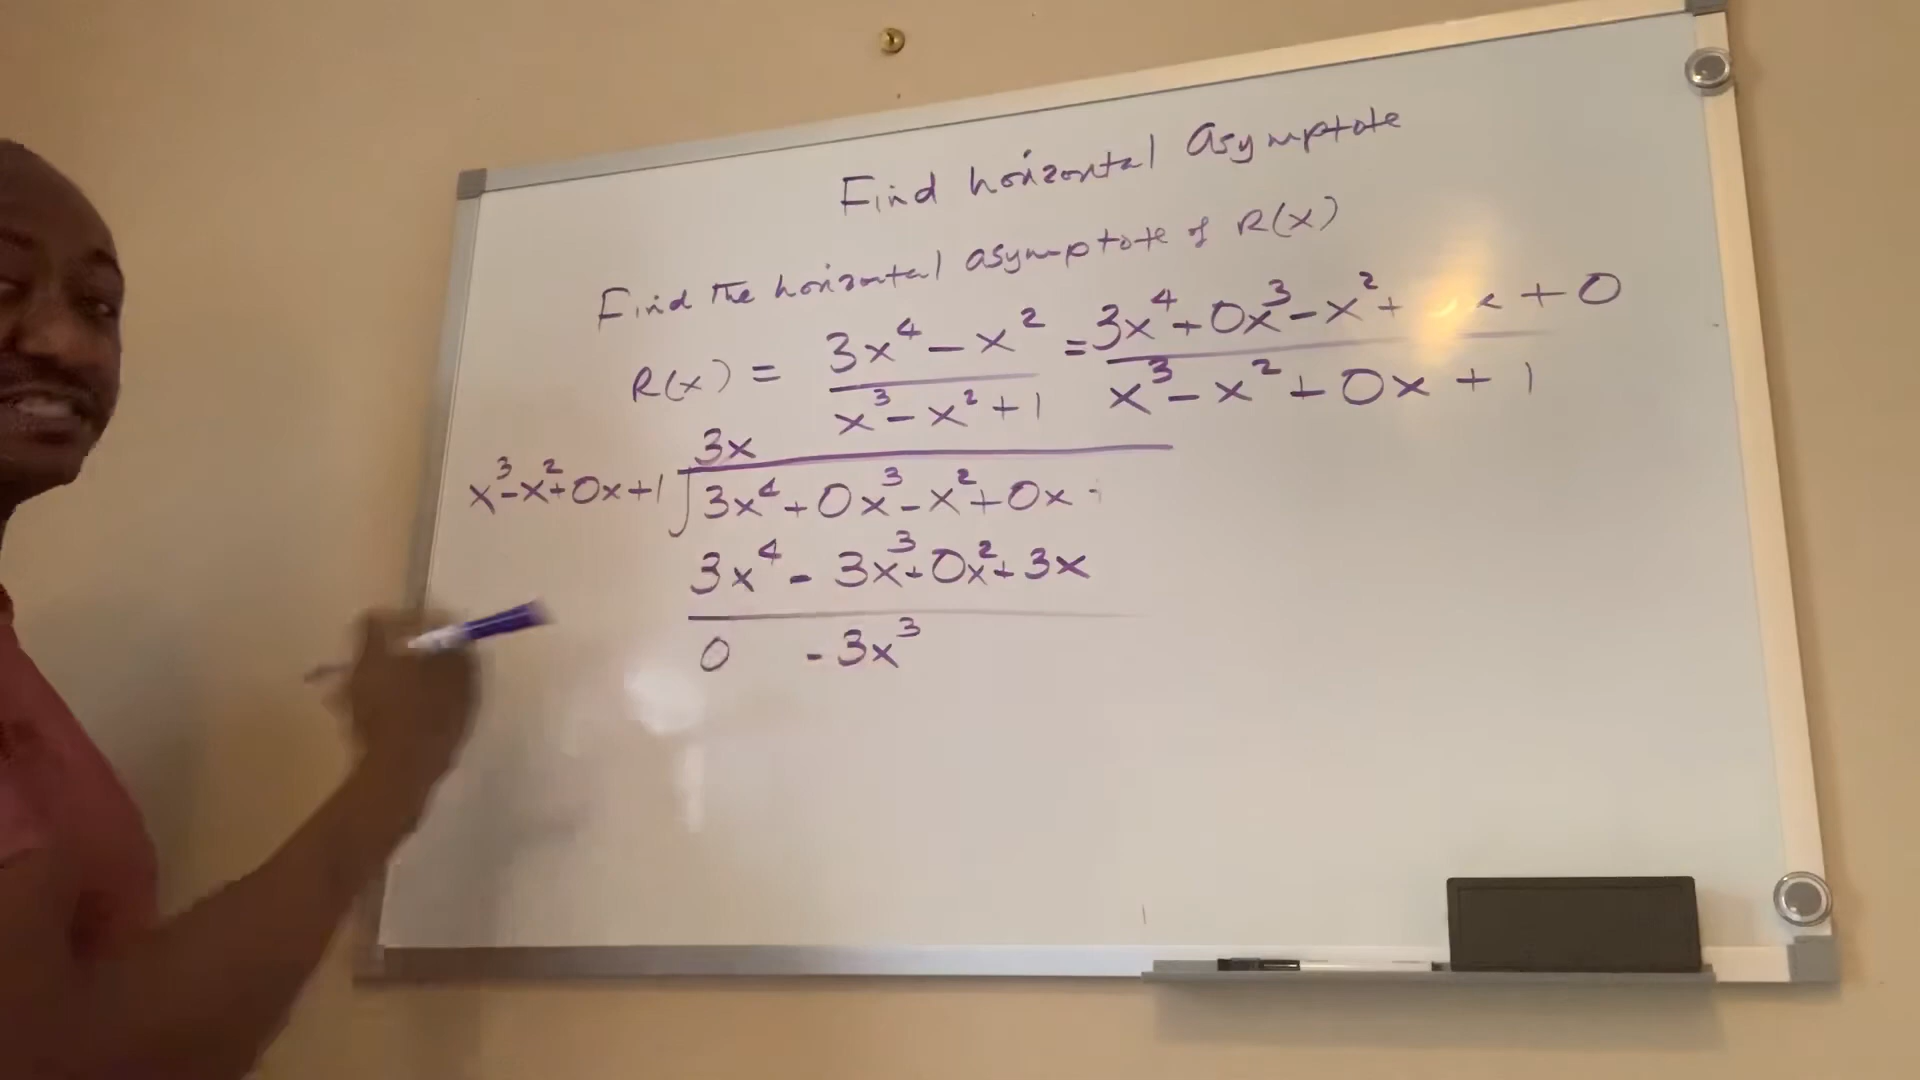 Find horizontal Asymptote
Find the horizontal asymptote of R(x)
R(x) = (3x⁴ - x²)/(x³ - x² + 1) = (3x⁴ + 0x³ - x² + x + 0)/(x³ - x² + 0x + 1)
3x
x³ - x² + 0x + 1 3x⁴ + 0x³ - x² + 0x
3x⁴ - 3x³ + 0x² + 3x
0 - 3x³